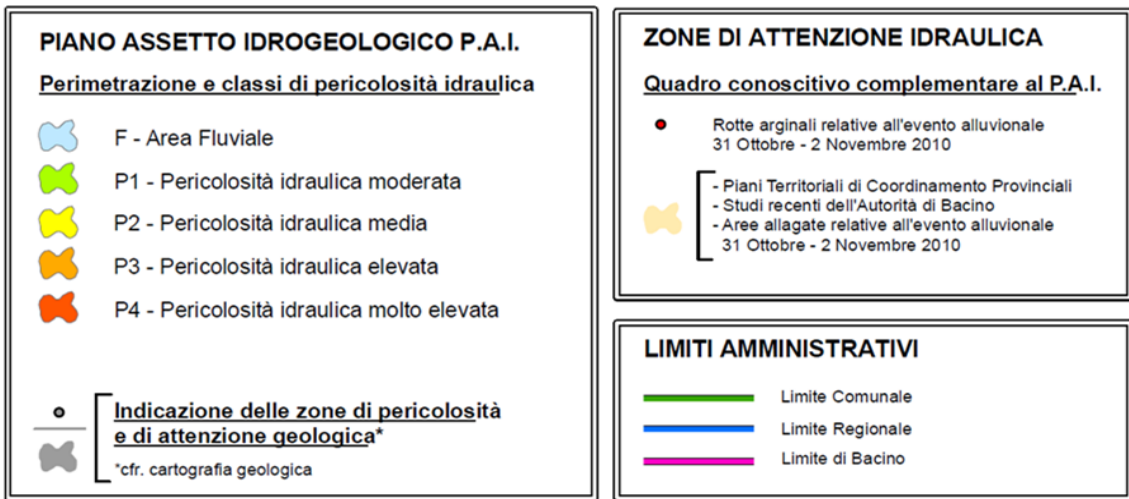 PIANO ASSETTO IDROGEOLOGICO P.A.I.
Perimetrazione e classi di pericolosità idraulica
F - Area Fluviale
P1 - Pericolosità idraulica moderata
P2 - Pericolosità idraulica media
P3 - Pericolosità idraulica elevata
P4 - Pericolosità idraulica molto elevata
Indicazione delle zone di pericolosità
e di attenzione geologica*
*cfr. cartografia geologica
ZONE DI ATTENZIONE IDRAULICA
Quadro conoscitivo complementare al P.A.I.
Rotte arginali relative all'evento alluvionale
31 Ottobre - 2 Novembre 2010
- Piani Territoriali di Coordinamento Provinciali
- Studi recenti dell'Autorità di Bacino
- Aree allagate relative all'evento alluvionale
31 Ottobre - 2 Novembre 2010
LIMITI AMMINISTRATIVI
Limite Comunale
Limite Regionale
Limite di Bacino